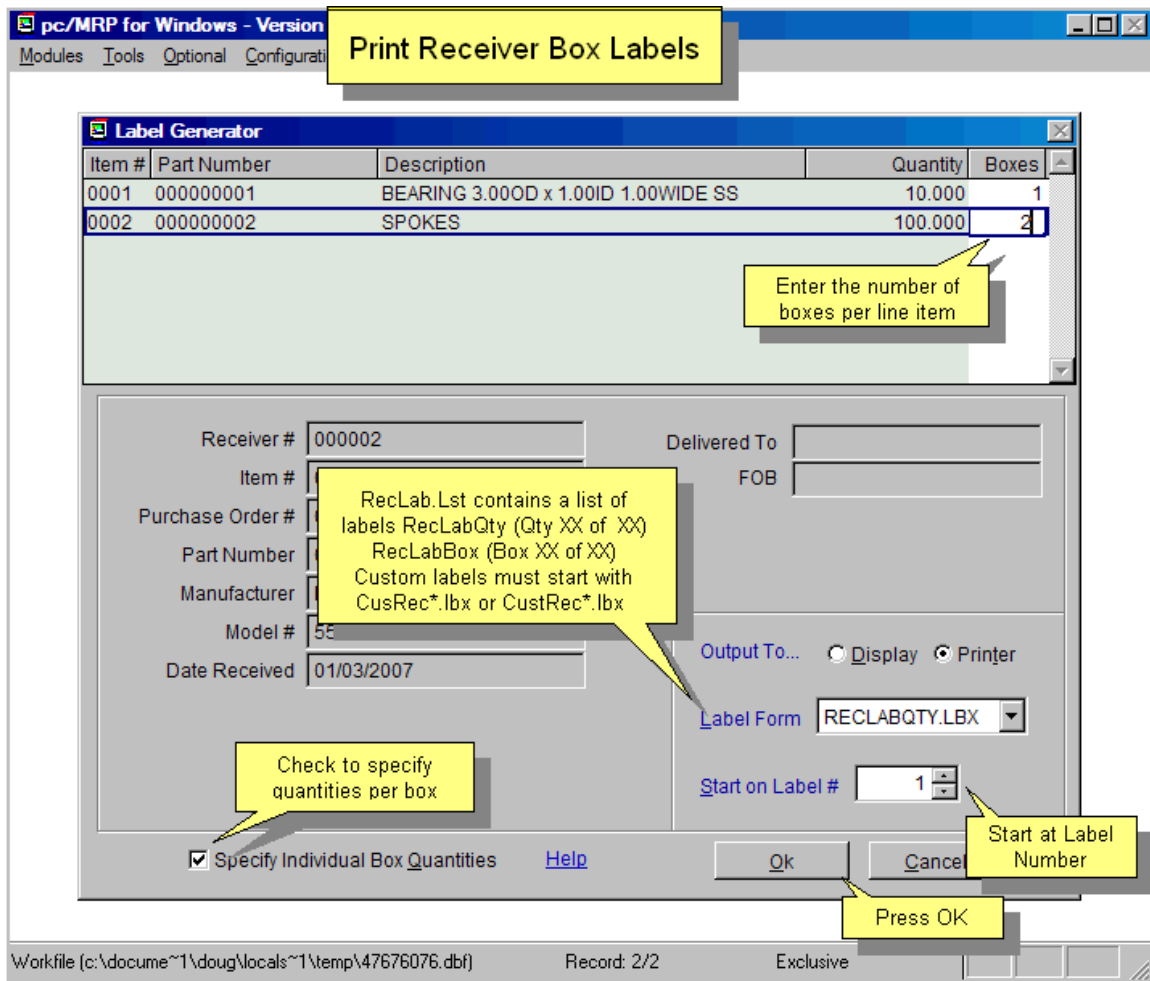 pc/MRP for Windows - Version
Print Receiver Box Labels
Modules Tools Optional Configurati
Label Generator
Item # Part Number Description Quantity Boxes
0001 000000001 BEARING 3.00OD x 1.00ID 1.00WIDE SS 10.000 1
0002 000000002 SPOKES 100.000 2
Enter the number of
boxes per line item
Receiver # 000002
Item #
Purchase Order #
Part Number
Manufacturer
Model # 55
Date Received 01/03/2007
Delivered To
FOB
RecLab.Lst contains a list of
labels RecLabQty (Qty XX of XX)
RecLabBox (Box XX of XX)
Custom labels must start with
CusRec*.lbx or CustRec*.lbx
Output To... Display Printer
Label Form RECLABQTY.LBX
Start on Label # 1
Check to specify
quantities per box
Start at Label
Number
Specify Individual Box Quantities Help Ok Cancel
Press OK
Workfile (c:\docume~1\doug\locals~1\temp\47676076.dbf) Record: 2/2 Exclusive